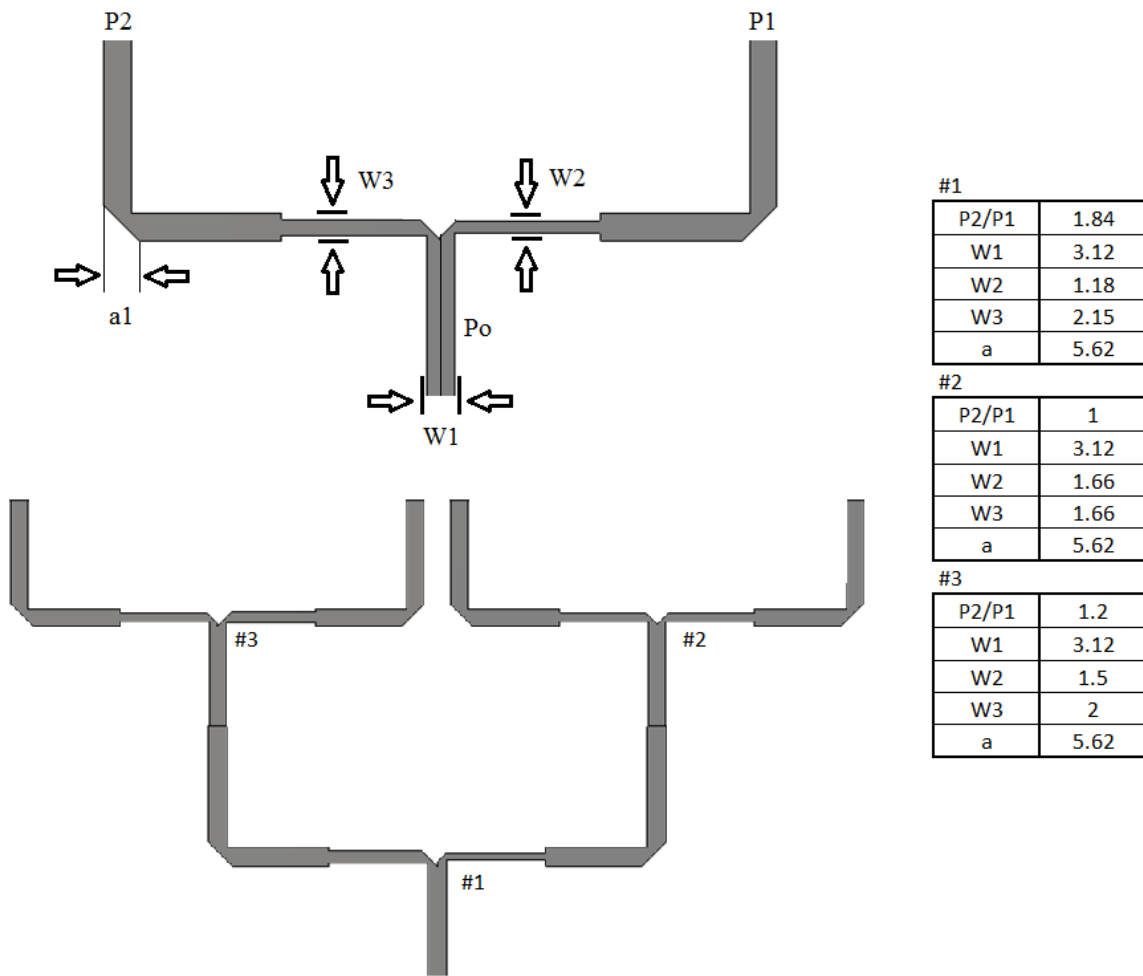 P2
P1
W3
W2
a1
Po
W1
#3
#2
#1
#1
P2/P1 1.84
W1 3.12
W2 1.18
W3 2.15
a 5.62
#2
P2/P1 1
W1 3.12
W2 1.66
W3 1.66
a 5.62
#3
P2/P1 1.2
W1 3.12
W2 1.5
W3 2
a 5.62